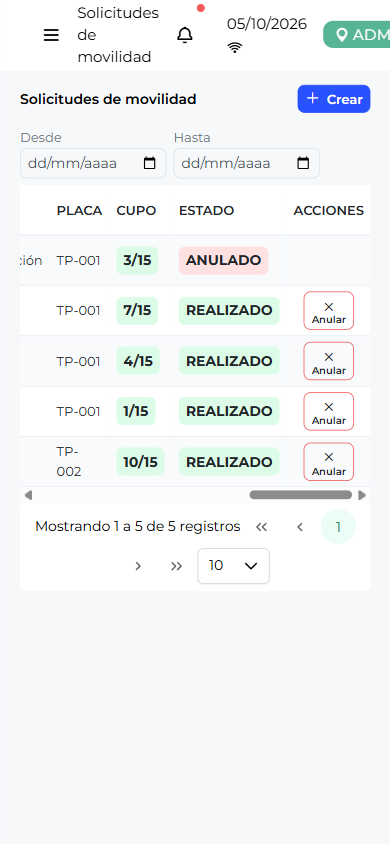 Solicitudes
de
movilidad
05/10/2026
ADM
Solicitudes de movilidad
Crear
Desde
Hasta
dd/mm/aaaa
dd/mm/aaaa
PLACA CUPO ESTADO ACCIONES
ción TP-001 3/15 ANULADO
TP-001 7/15 REALIZADO Anular
TP-001 4/15 REALIZADO Anular
TP-001 1/15 REALIZADO Anular
TP-
002 10/15 REALIZADO Anular
Mostrando 1 a 5 de 5 registros
1
10